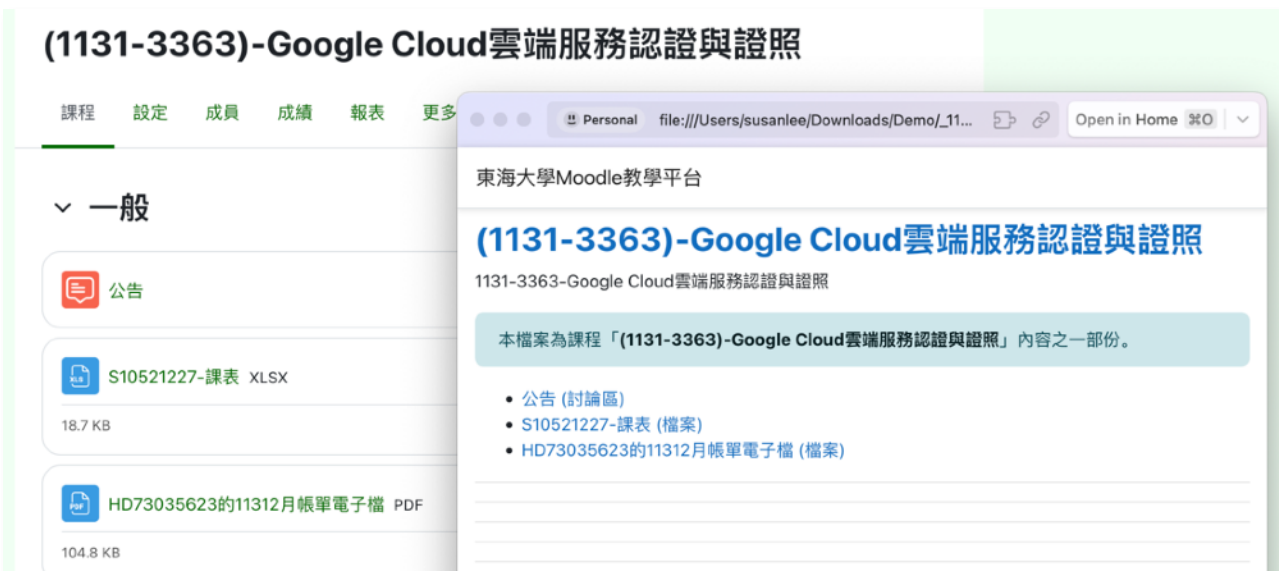 (1131-3363)-Google Cloud雲端服務認證與證照
課程 設定 成員 成績 報表 更多
一般
公告
S10521227-課表 XLSX
18.7 KB
HD73035623的11312月帳單電子檔 PDF
104.8 KB
Personal file:///Users/susanlee/Downloads/Demo/_11... Open in Home ⌘O
東海大學Moodle教學平台
(1131-3363)-Google Cloud雲端服務認證與證照
1131-3363-Google Cloud雲端服務認證與證照
本檔案為課程「(1131-3363)-Google Cloud雲端服務認證與證照」內容之一部份。
• 公告 (討論區)
• S10521227-課表 (檔案)
• HD73035623的11312月帳單電子檔 (檔案)